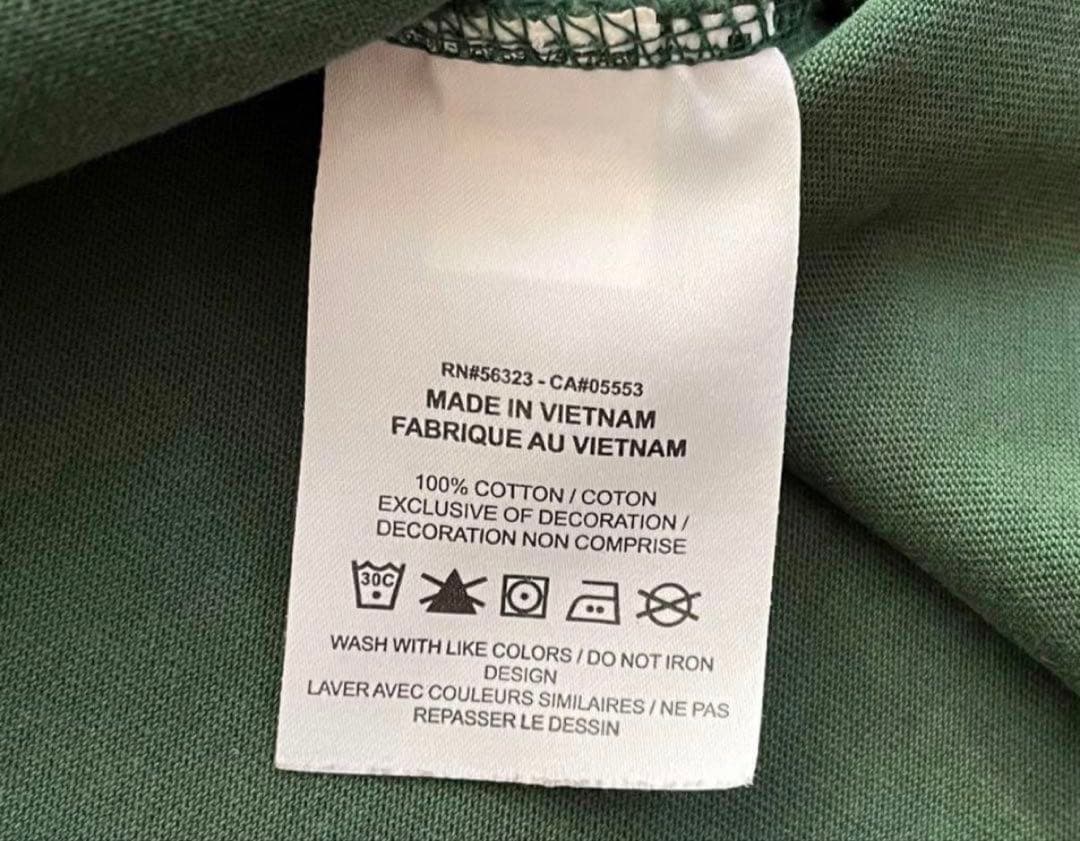 RN#56323 - CA#05553
MADE IN VIETNAM
FABRIQUE AU VIETNAM
100% COTTON / COTON
EXCLUSIVE OF DECORATION /
DECORATION NON COMPRISE
30C
WASH WITH LIKE COLORS / DO NOT IRON
DESIGN
LAVER AVEC COULEURS SIMILAIRES / NE PAS
REPASSER LE DESSIN